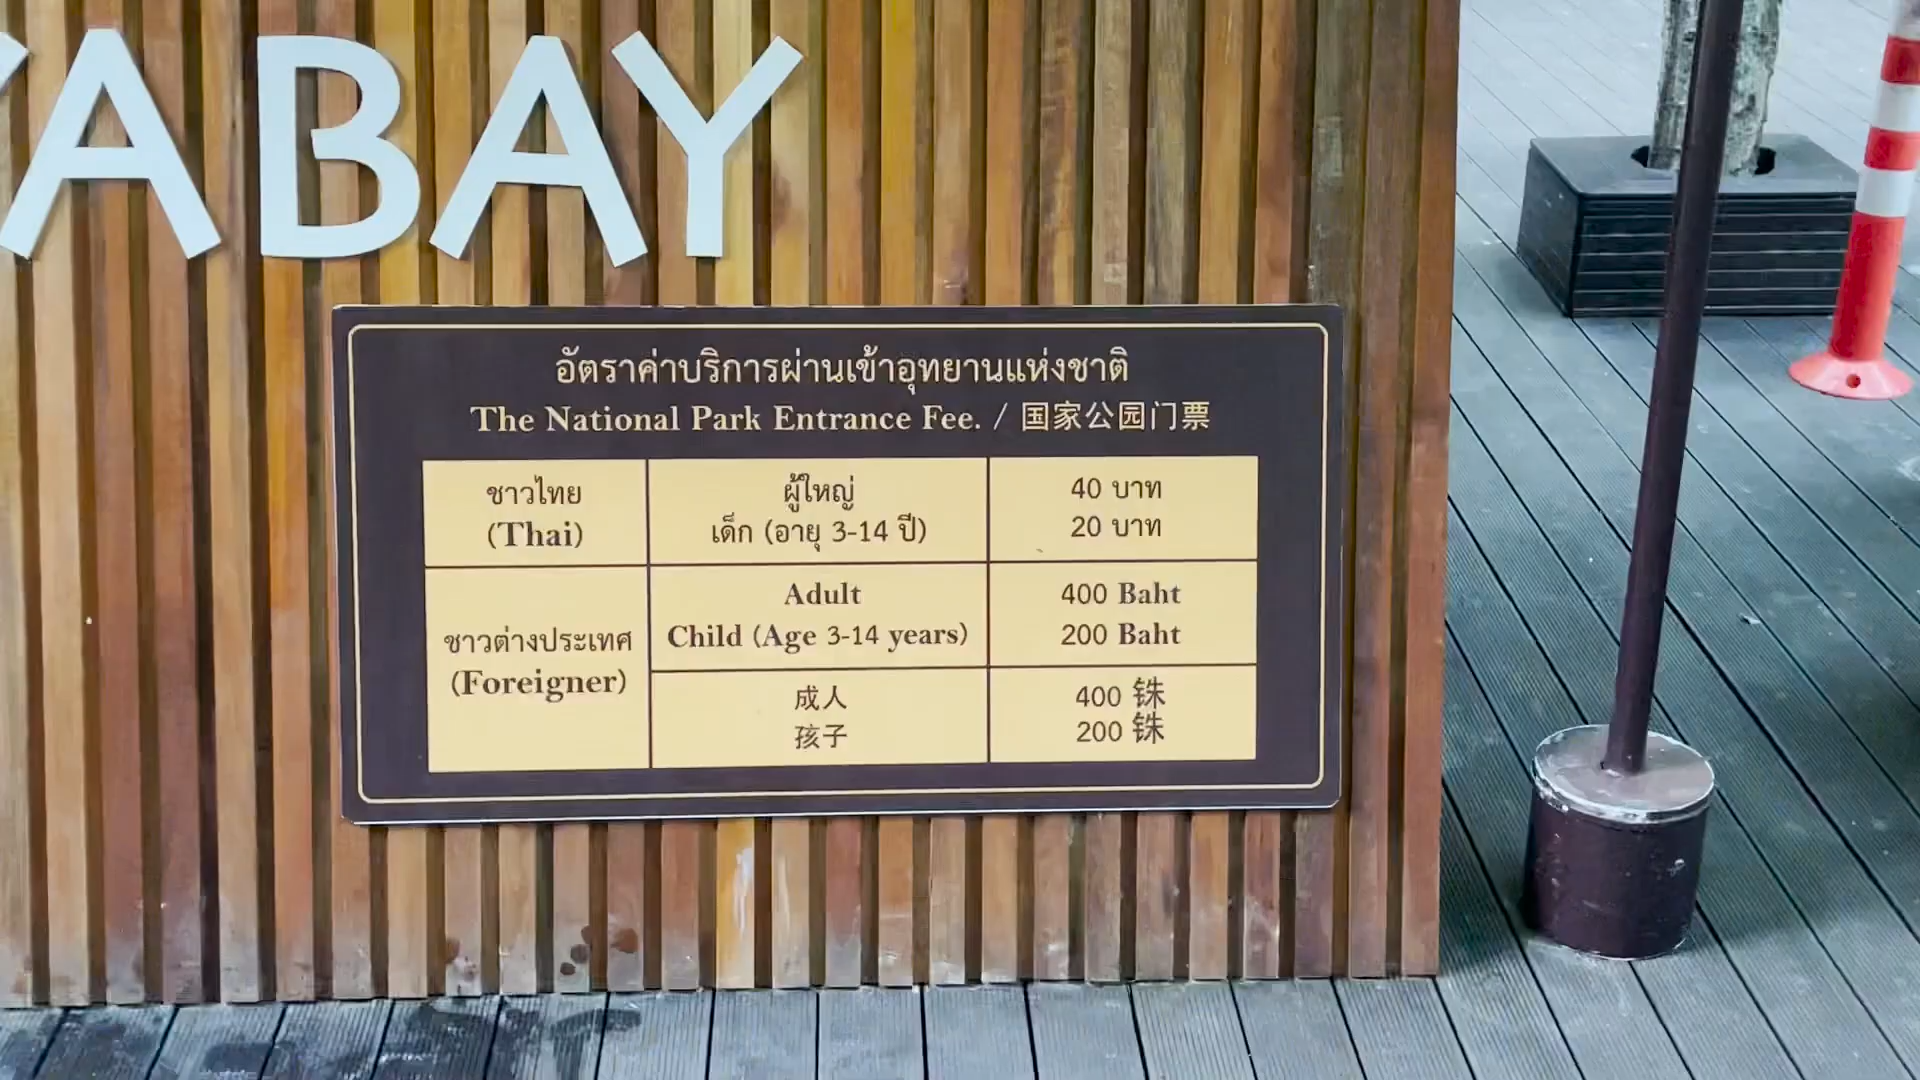 ABAY
อัตราค่าบริการผ่านเข้าอุทยานแห่งชาติ
The National Park Entrance Fee. / 国家公园门票
ชาวไทย
(Thai)
ผู้ใหญ่
40 บาท
เด็ก (อายุ 3-14 ปี)
20 บาท
ชาวต่างประเทศ
(Foreigner)
Adult
400 Baht
Child (Age 3-14 years)
200 Baht
成人
400 铢
孩子
200 铢